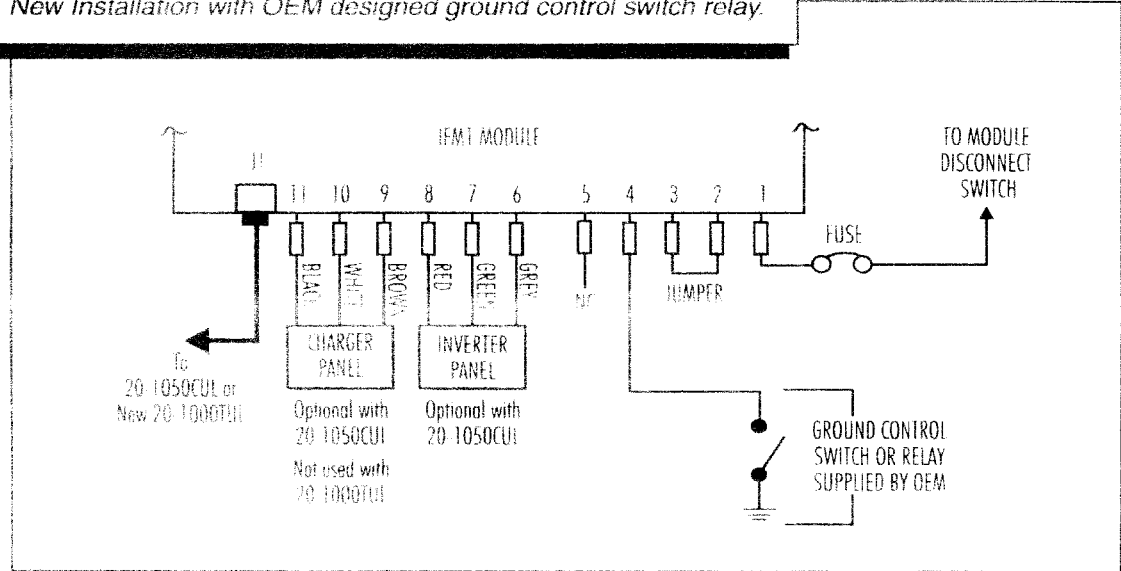 New Installation with OEM designed ground control switch relay.
IFMT MODULE
TO MODULE
DISCONNECT
SWITCH
J1
11 10 9 8 7 6 5 4 3 2 1
FUSE
BLACK
WHITE
BROWN
RED
GREEN
GREY
NC
JUMPER
CHARGER
PANEL
INVERTER
PANEL
To
20-1050CUL or
New 20-1000TUL
Optional with
20-1050CUL
Not used with
20-1000TUL
Optional with
20-1050CUL
GROUND CONTROL
SWITCH OR RELAY
SUPPLIED BY OEM